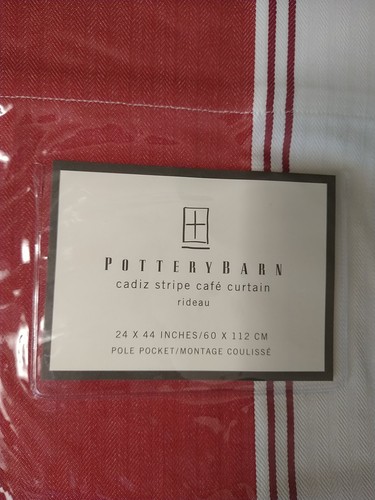 POTTERYBARN
cadiz stripe café curtain
rideau
24 X 44 INCHES/60 X 112 CM
POLE POCKET/MONTAGE COULISSÉ